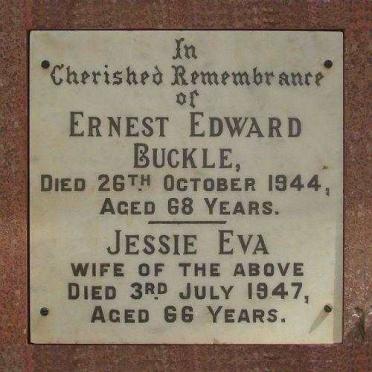 In
Cherished Remembrance
of
ERNEST EDWARD
BUCKLE,
DIED 26TH OCTOBER 1944,
AGED 68 YEARS.
JESSIE EVA
WIFE OF THE ABOVE
DIED 3RD JULY 1947,
AGED 66 YEARS.